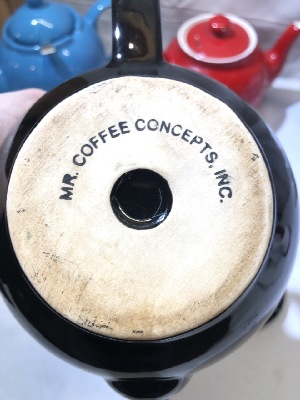 MR. COFFEE CONCEPTS, INC.